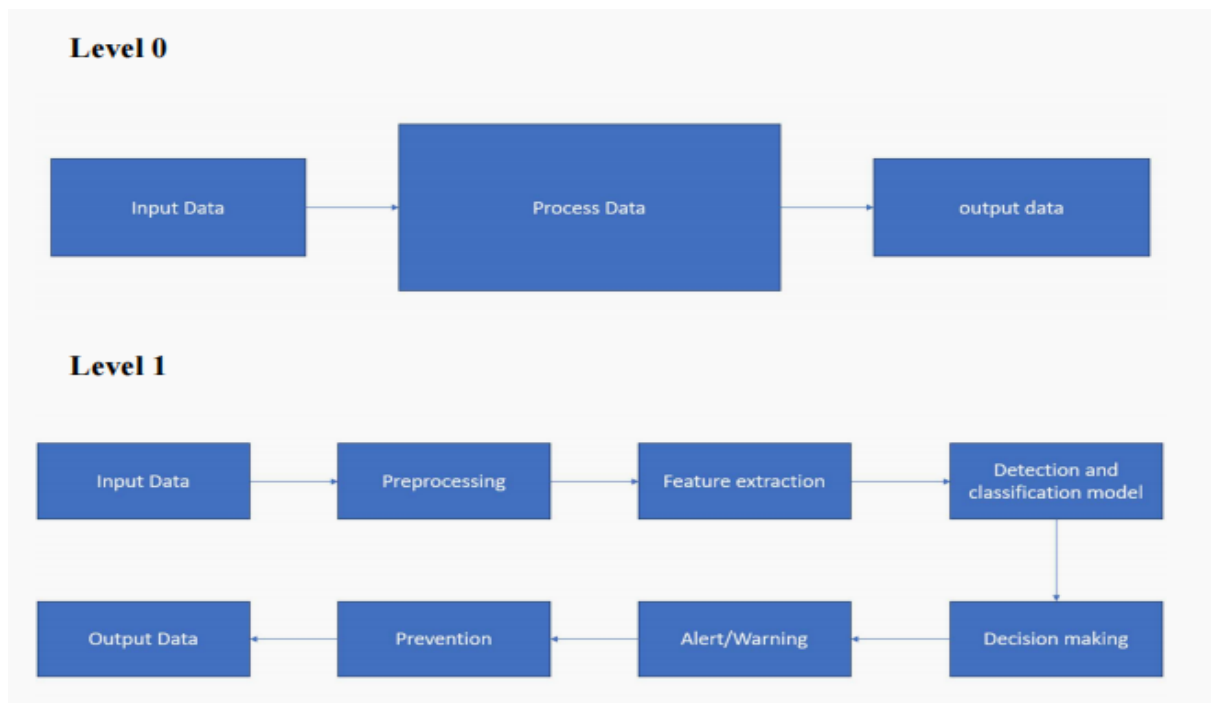 Level 0
Input Data
Process Data
output data
Level 1
Input Data
Preprocessing
Feature extraction
Detection and
classification model
Output Data
Prevention
Alert/Warning
Decision making